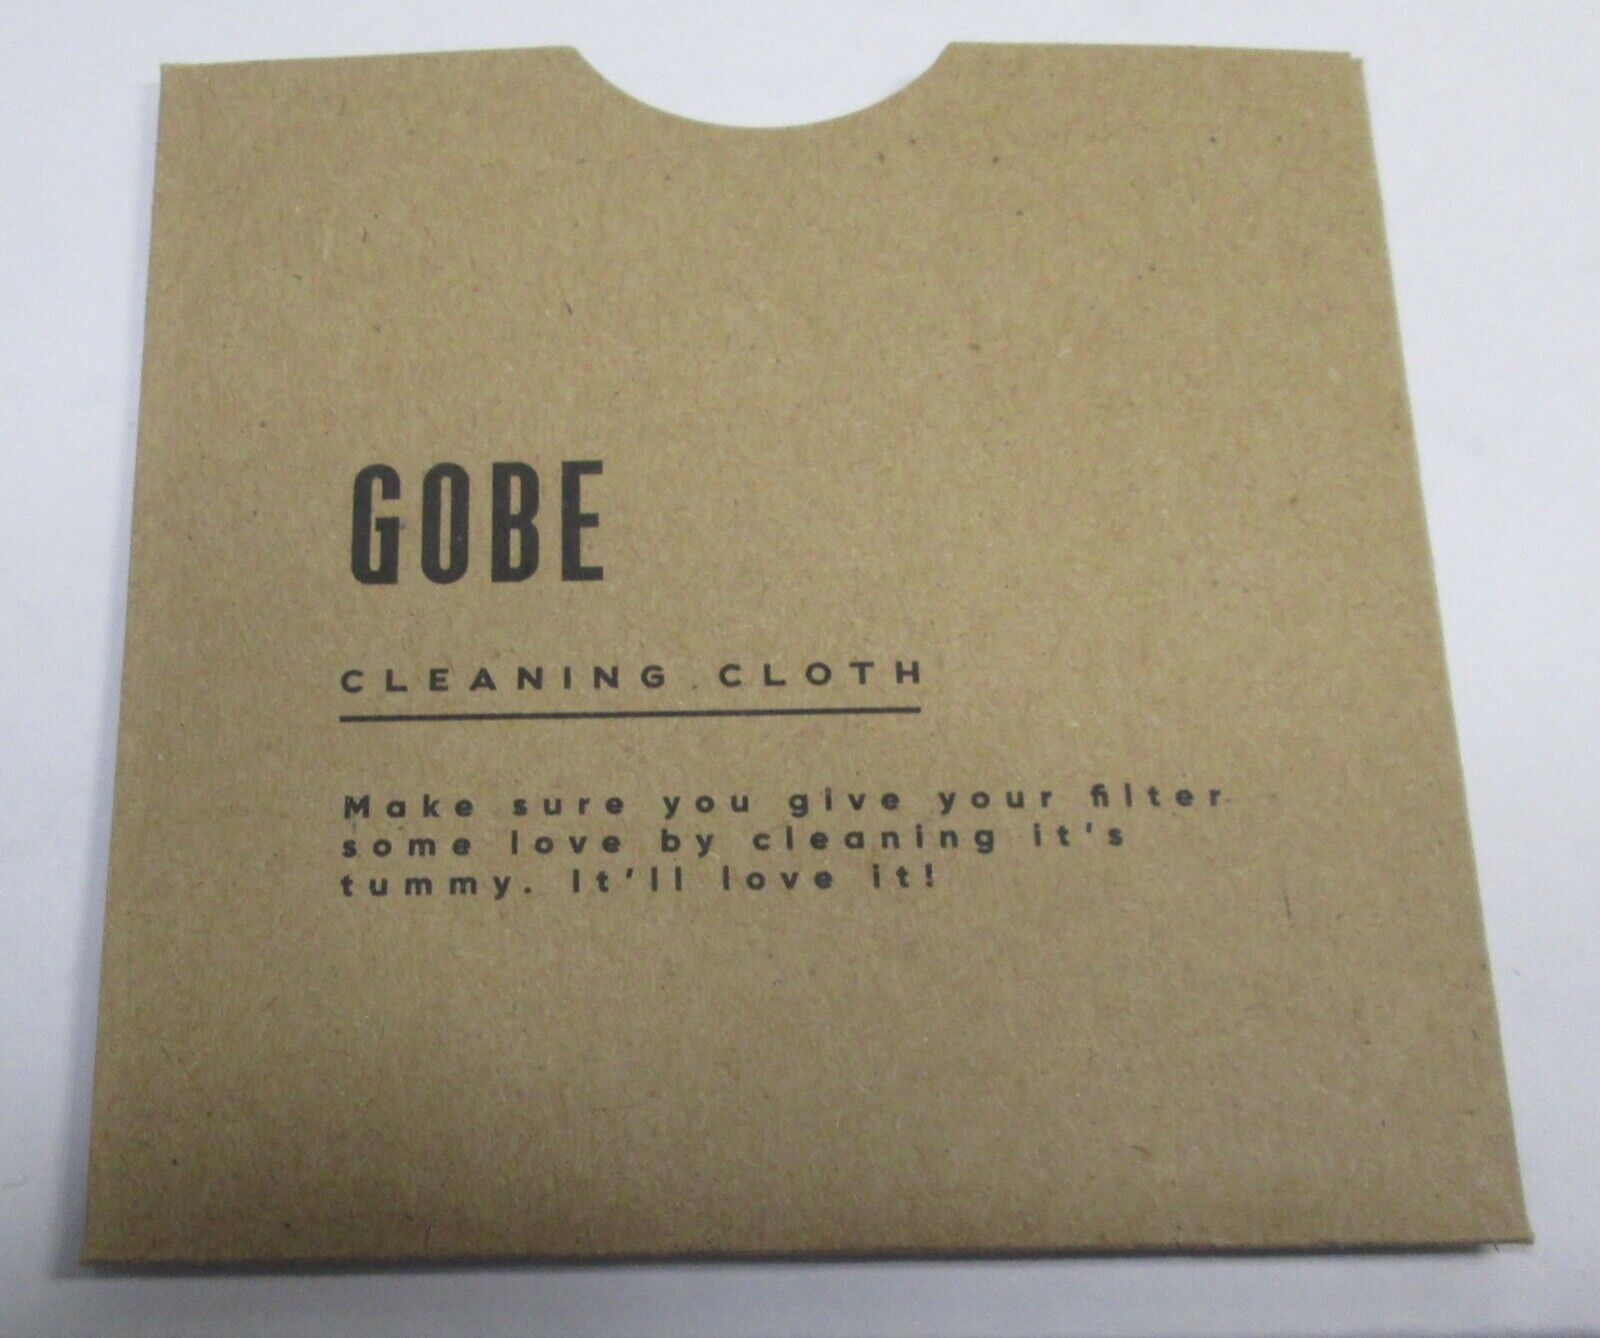 GOBE
CLEANING CLOTH
Make sure you give your filter
some love by cleaning it's
tummy. It'll love it!